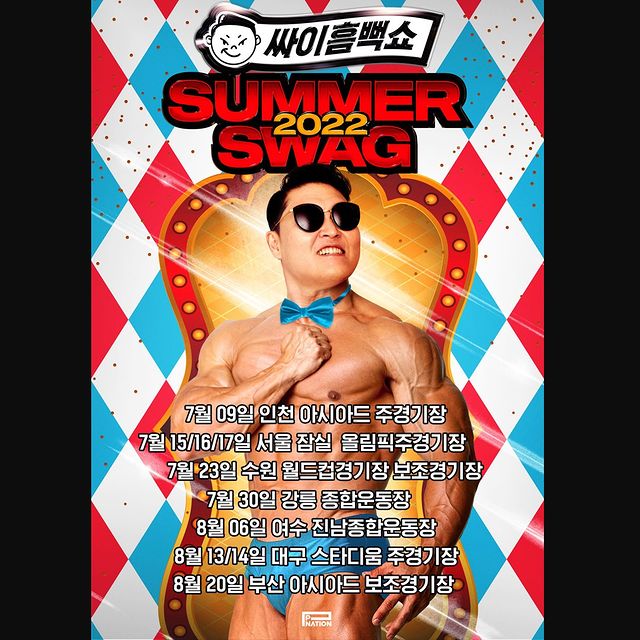 싸이흠뻑쇼
SUMMER
2022
SWAG
7월 09일 인천 아시아드 주경기장
7월 15/16/17일 서울 잠실 올림픽주경기장
7월 23일 수원 월드컵경기장 보조경기장
7월 30일 강릉 종합운동장
8월 06일 여수 진남종합운동장
8월 13/14일 대구 스타디움 주경기장
8월 20일 부산 아시아드 보조경기장
P NATION